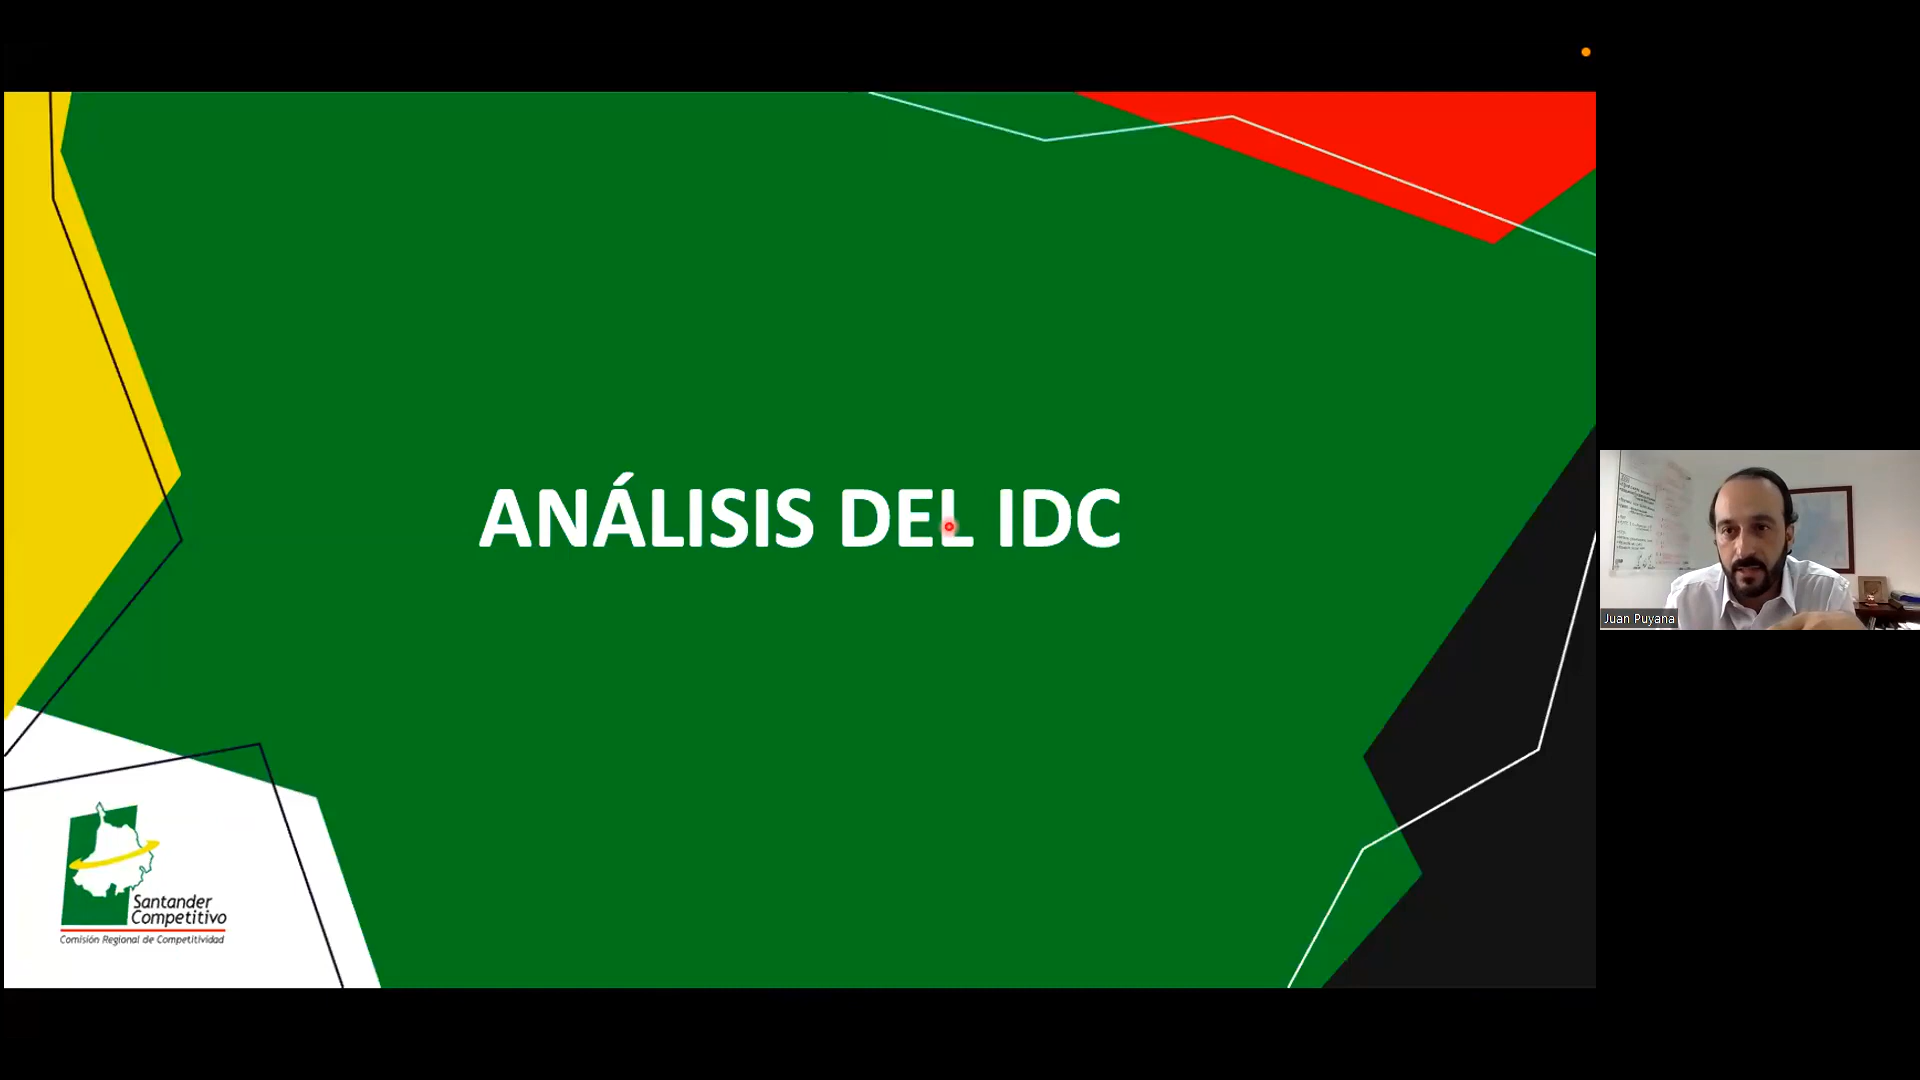 ANÁLISIS DEL IDC
Santander
Competitivo
Comisión Regional de Competitividad
Juan Puyana